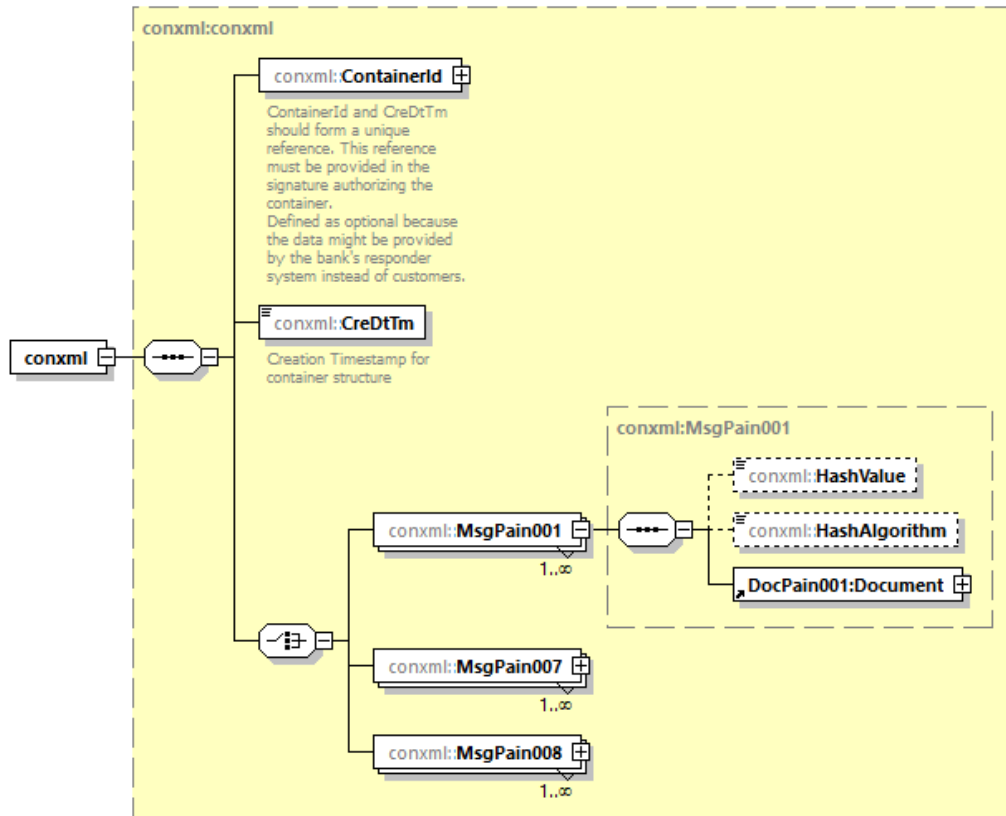 conxml:conxml
conxml::ContainerId
ContainerId and CreDtTm
should form a unique
reference. This reference
must be provided in the
signature authorizing the
container.
Defined as optional because
the data might be provided
by the bank's responder
system instead of customers.
conxml::CreDtTm
Creation Timestamp for
container structure
conxml
conxml:MsgPain001
conxml::HashValue
conxml::MsgPain001
1..∞
conxml::HashAlgorithm
DocPain001:Document
conxml::MsgPain007
1..∞
conxml::MsgPain008
1..∞